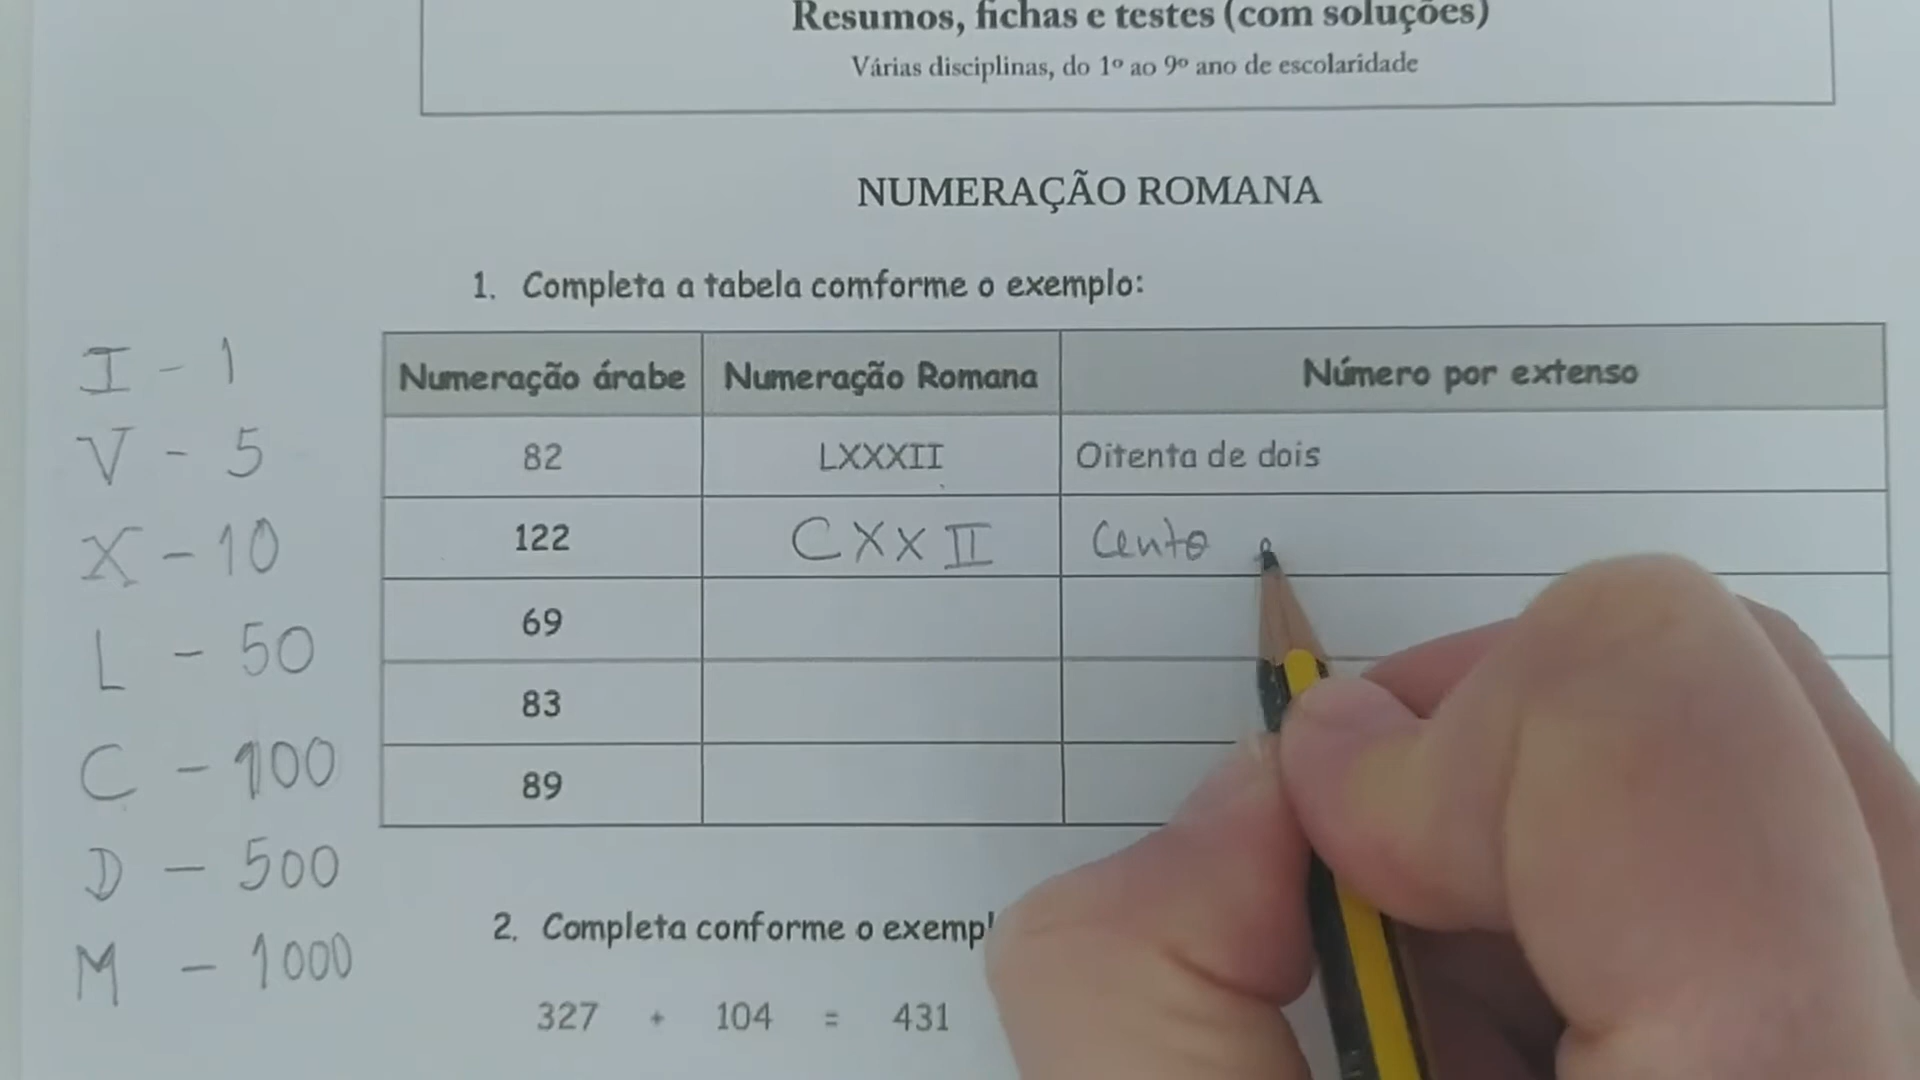 Resumos, fichas e testes (com soluções)
Várias disciplinas, do 1º ao 9º ano de escolaridade
NUMERAÇÃO ROMANA
1. Completa a tabela comforme o exemplo:
I - 1
V - 5
X - 10
L - 50
C - 100
D - 500
M - 1000
Numeração árabe Numeração Romana Número por extenso
82 LXXXII Oitenta de dois
122 CXXII Cento e
69
83
89
2. Completa conforme o
327 + 104 = 431